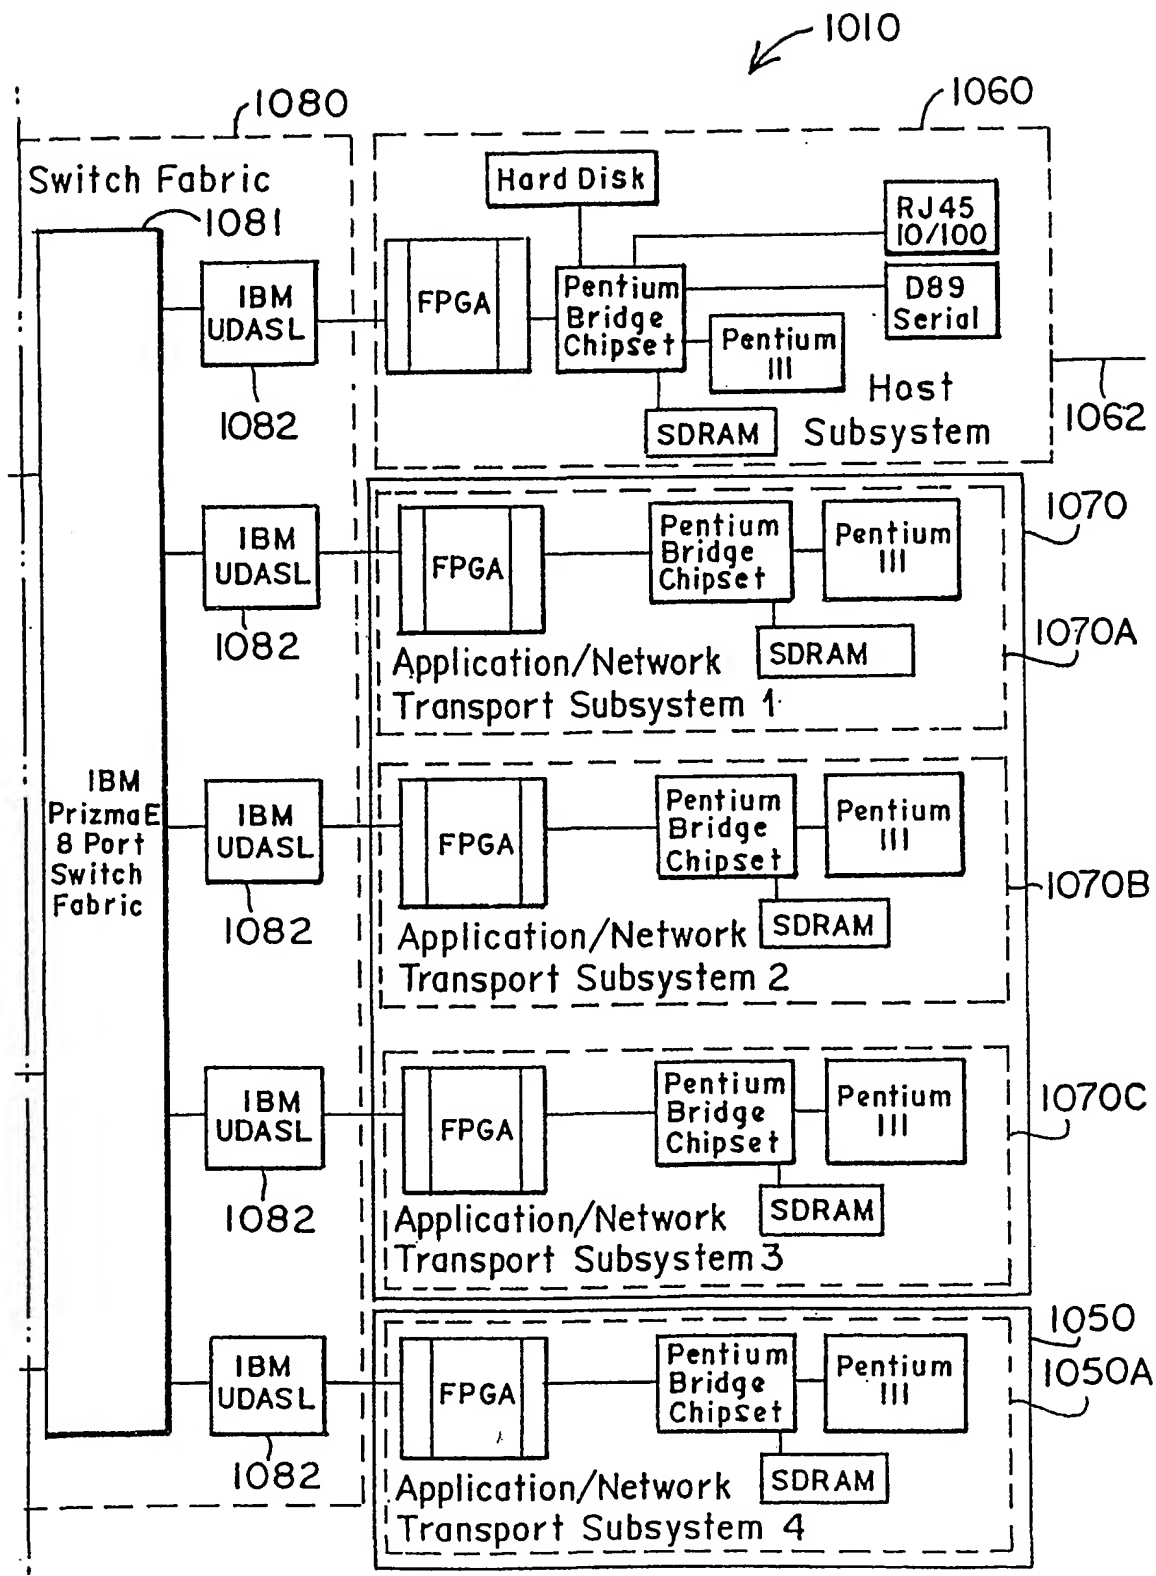 1010
1080
1060
Switch Fabric
1081
Hard Disk
RJ45
10/100
IBM
UDASL
FPGA
Pentium
Bridge
Chipset
D89
Serial
Pentium
III
Host
Subsystem
1082
SDRAM
1062
IBM
UDASL
FPGA
Pentium
Bridge
Chipset
Pentium
III
1070
1082
SDRAM
1070A
Application/Network
Transport Subsystem 1
IBM
PrizmaE
8 Port
Switch
Fabric
IBM
UDASL
FPGA
Pentium
Bridge
Chipset
Pentium
III
1070B
1082
SDRAM
Application/Network
Transport Subsystem 2
IBM
UDASL
FPGA
Pentium
Bridge
Chipset
Pentium
III
1070C
1082
SDRAM
Application/Network
Transport Subsystem 3
1050
IBM
UDASL
FPGA
Pentium
Bridge
Chipset
Pentium
III
1050A
1082
SDRAM
Application/Network
Transport Subsystem 4